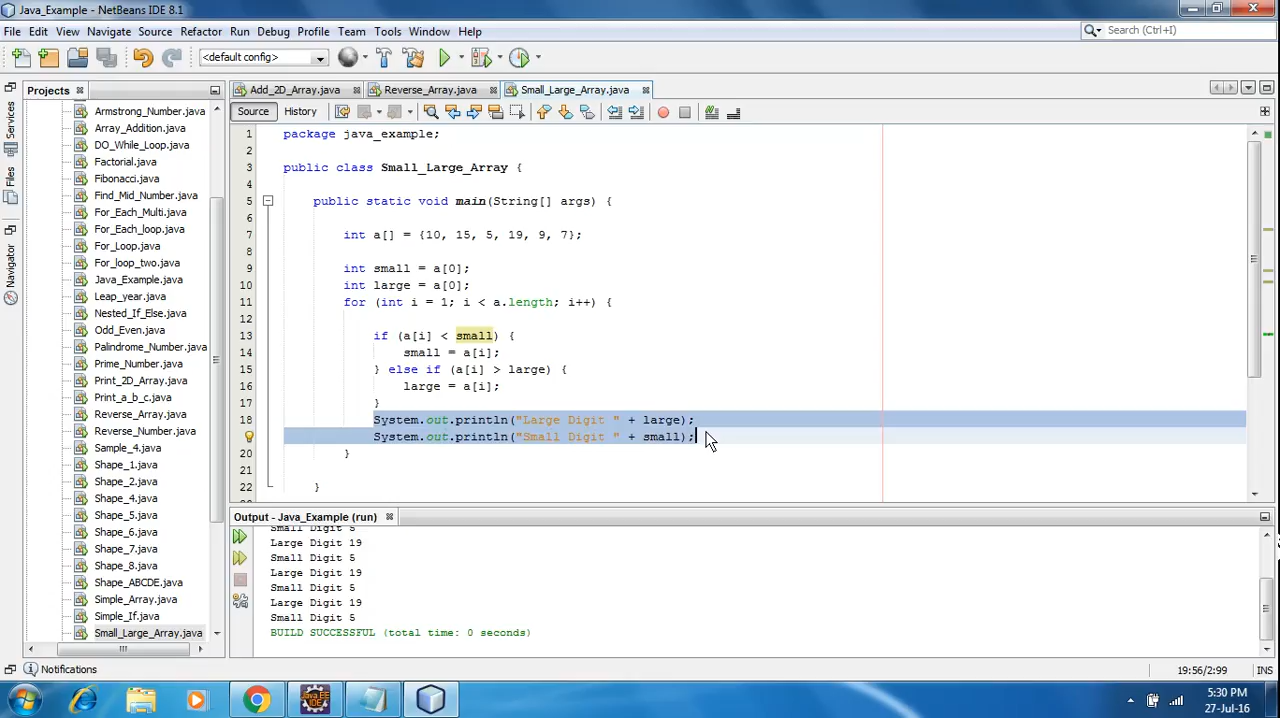 Java_Example - NetBeans IDE 8.1
File Edit View Navigate Source Refactor Run Debug Profile Team Tools Window Help
Search (Ctrl+I)
<default config>
Projects
Add_2D_Array.java Reverse_Array.java Small_Large_Array.java
Source History
Services
Files
Navigator
Armstrong_Number.java
Array_Addition.java
DO_While_Loop.java
Factorial.java
Fibonacci.java
Find_Mid_Number.java
For_Each_Multi.java
For_Each_loop.java
For_Loop.java
For_loop_two.java
Java_Example.java
Leap_year.java
Nested_If_Else.java
Odd_Even.java
Palindrome_Number.java
Prime_Number.java
Print_2D_Array.java
Print_a_b_c.java
Reverse_Array.java
Reverse_Number.java
Sample_4.java
Shape_1.java
Shape_2.java
Shape_4.java
Shape_5.java
Shape_6.java
Shape_7.java
Shape_8.java
Shape_ABCDE.java
Simple_Array.java
Simple_If.java
Small_Large_Array.java
1 package java_example;
2
3 public class Small_Large_Array {
4
5 public static void main(String[] args) {
6
7 int a[] = {10, 15, 5, 19, 9, 7};
8
9 int small = a[0];
10 int large = a[0];
11 for (int i = 1; i < a.length; i++) {
12
13 if (a[i] < small) {
14 small = a[i];
15 } else if (a[i] > large) {
16 large = a[i];
17 }
18 System.out.println("Large Digit " + large);
System.out.println("Small Digit " + small);
20 }
21
22 }
Output - Java_Example (run)
Small Digit 5
Large Digit 19
Small Digit 5
Large Digit 19
Small Digit 5
Large Digit 19
Small Digit 5
BUILD SUCCESSFUL (total time: 0 seconds)
Notifications
19:56/2:99 INS
Java EE
IDE
5:30 PM
27-Jul-16